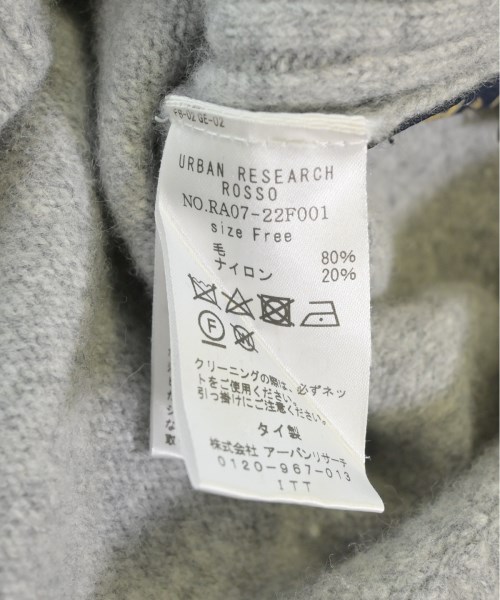 URBAN RESEARCH
ROSSO
NO.RA07-22F001
size Free
毛 80%
ナイロン 20%
F
クリーニングの際は、必ずネッ
トをご使用ください。
引っ掛けにご注意ください。
タイ製
株式会社 アーバンリサーチ
0120-967-013
ITT